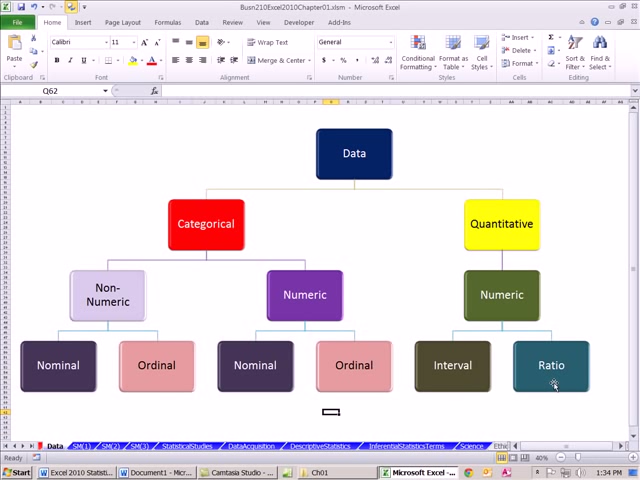 Busn210Excel2010Chapter01.xlsm - Microsoft Excel
File Home Insert Page Layout Formulas Data Review View Developer Add-Ins
Calibri 11 Wrap Text General Insert
Merge & Center Conditional Formatting Format as Table Cell Styles Delete Sort & Filter Find & Select
Format
Clipboard Font Alignment Number Styles Cells Editing
Q62 fx
Data
Categorical Quantitative
Non-Numeric Numeric Numeric
Nominal Ordinal Nominal Ordinal Interval Ratio
Data SM(1) SM(2) SM(3) StatisticalStudies DataAcquisition DescriptiveStatistics InferentialStatisticsTerms Science
Ready 40%
Start Excel 2010 Statisti... Document1 - Micr... Camtasia Studio - ... Ch01 Microsoft Excel - ... 1:34 PM